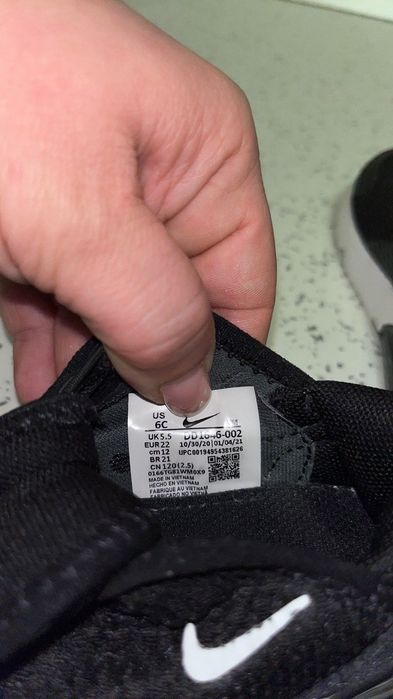 US
6C
UK 5.5
EUR 22 10/30/20 | 01/04/21
cm 12
BR 21
CN 120(2.5)
MADE IN VIETNAM
HECHO EN VIETNAM
FABRIQUE AU VIETNAM